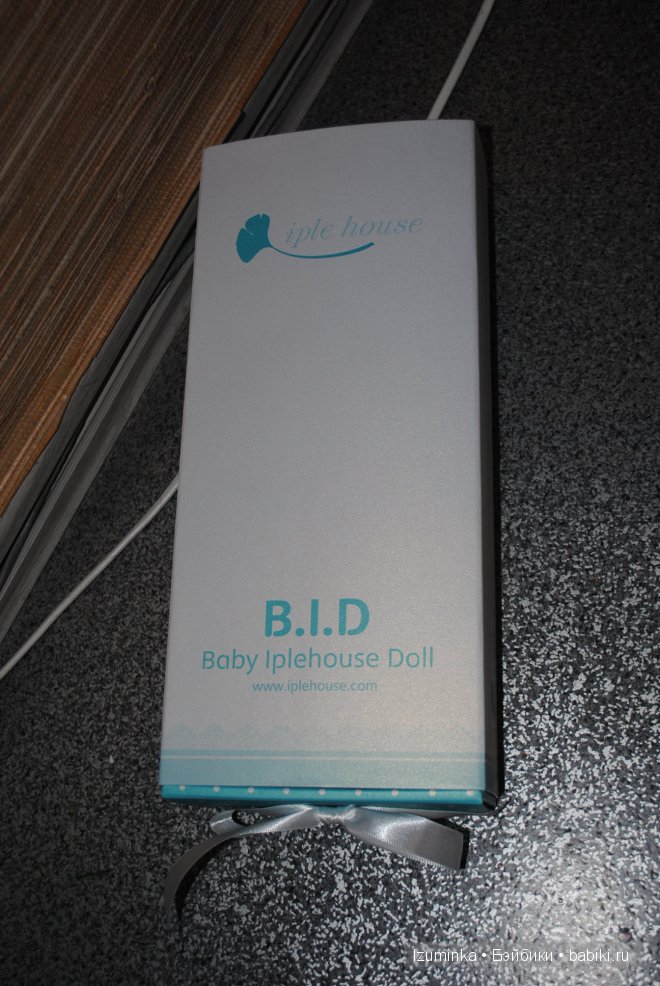 iple house
B.I.D
Baby Iplehouse Doll
www.iplehouse.com
Izuminka • Бэйбики • babiki.ru